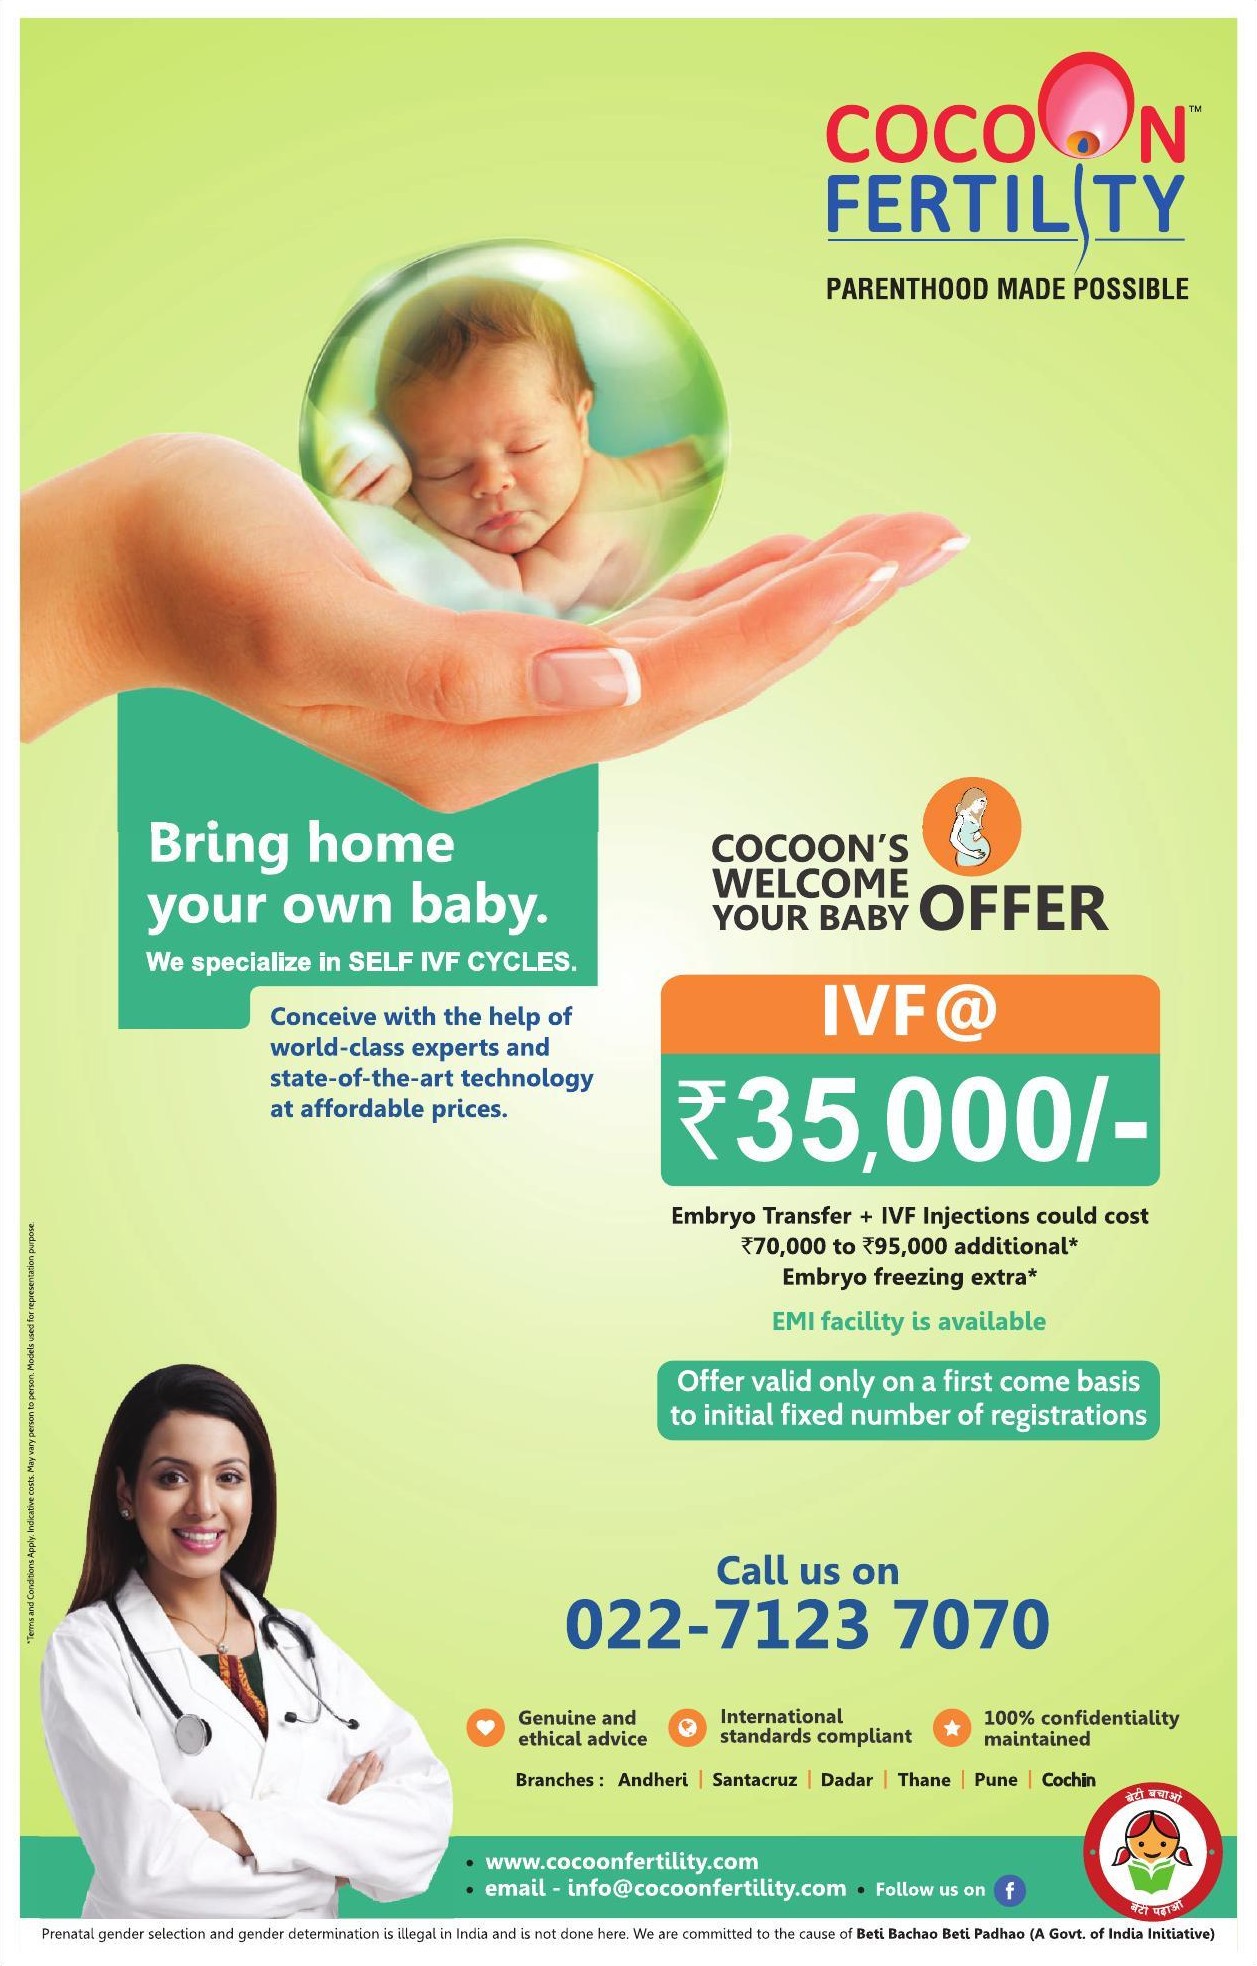 COCOON™
FERTILITY
PARENTHOOD MADE POSSIBLE
Bring home
your own baby.
We specialize in SELF IVF CYCLES.
Conceive with the help of
world-class experts and
state-of-the-art technology
at affordable prices.
COCOON'S
WELCOME
YOUR BABY OFFER
IVF@
₹35,000/-
Embryo Transfer + IVF Injections could cost
₹70,000 to ₹95,000 additional*
Embryo freezing extra*
EMI facility is available
Offer valid only on a first come basis
to initial fixed number of registrations
*Terms and Conditions Apply. Indicative costs. May vary person to person. Models used for representation purpose.
Call us on
022-7123 7070
Genuine and
ethical advice
International
standards compliant
100% confidentiality
maintained
Branches : Andheri | Santacruz | Dadar | Thane | Pune | Cochin
• www.cocoonfertility.com
• email - info@cocoonfertility.com • Follow us on f
बेटी बचाओ
बेटी पढ़ाओ
Prenatal gender selection and gender determination is illegal in India and is not done here. We are committed to the cause of Beti Bachao Beti Padhao (A Govt. of India Initiative)